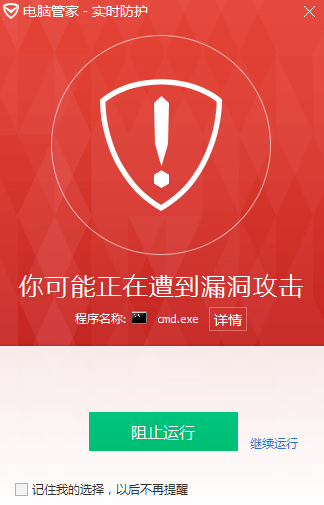 电脑管家 - 实时防护
你可能正在遭到漏洞攻击
程序名称: cmd.exe 详情
阻止运行
继续运行
记住我的选择，以后不再提醒